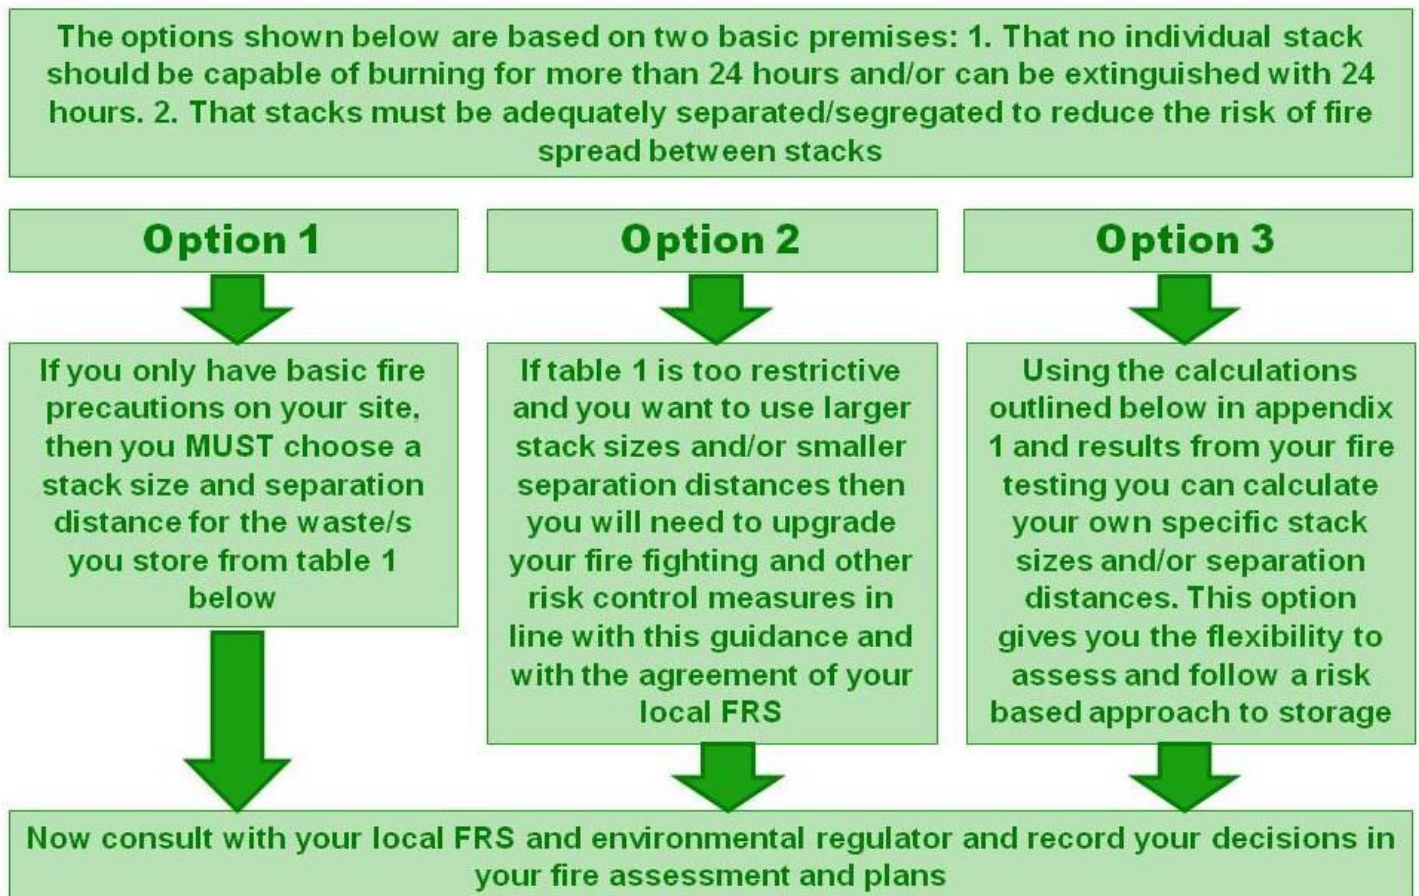 The options shown below are based on two basic premises: 1. That no individual stack
should be capable of burning for more than 24 hours and/or can be extinguished with 24
hours. 2. That stacks must be adequately separated/segregated to reduce the risk of fire
spread between stacks
Option 1
If you only have basic fire
precautions on your site,
then you MUST choose a
stack size and separation
distance for the waste/s
you store from table 1
below
Option 2
If table 1 is too restrictive
and you want to use larger
stack sizes and/or smaller
separation distances then
you will need to upgrade
your fire fighting and other
risk control measures in
line with this guidance and
with the agreement of your
local FRS
Option 3
Using the calculations
outlined below in appendix
1 and results from your fire
testing you can calculate
your own specific stack
sizes and/or separation
distances. This option
gives you the flexibility to
assess and follow a risk
based approach to storage
Now consult with your local FRS and environmental regulator and record your decisions in
your fire assessment and plans